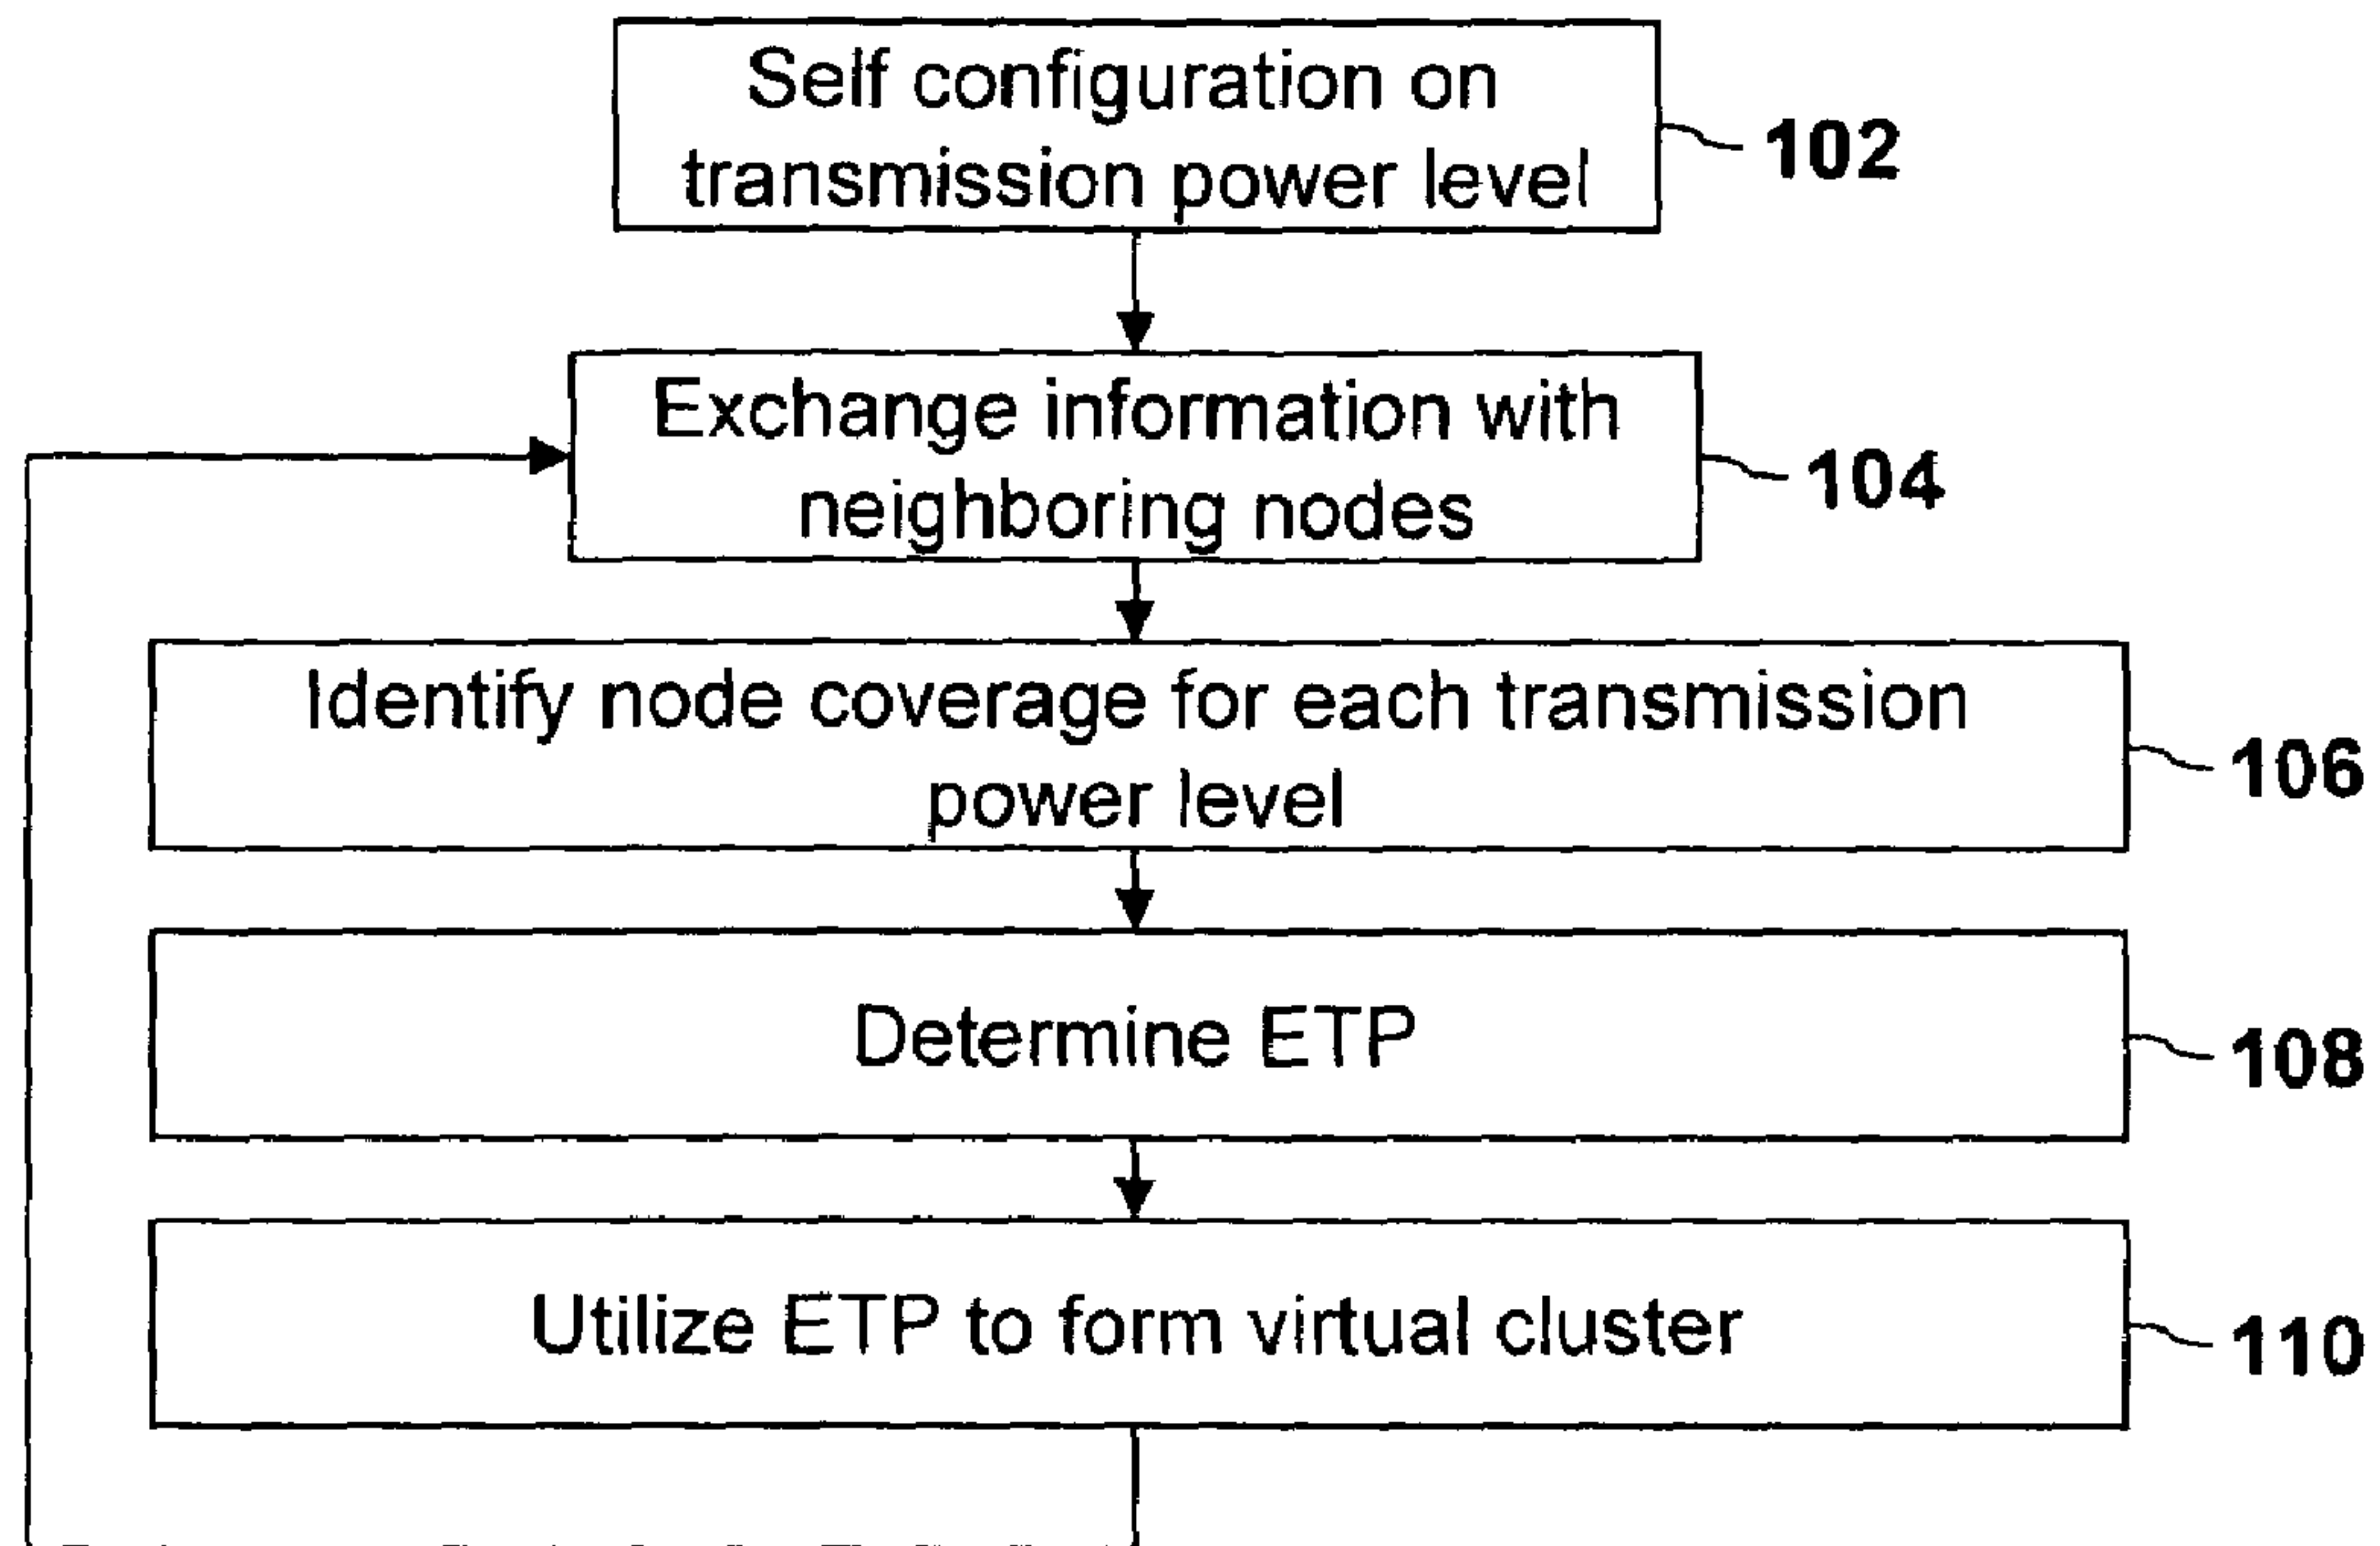 Self configuration on
transmission power level
102
Exchange information with
neighboring nodes
104
Identify node coverage for each transmission
power level
106
Determine ETP
108
Utilize ETP to form virtual cluster
110